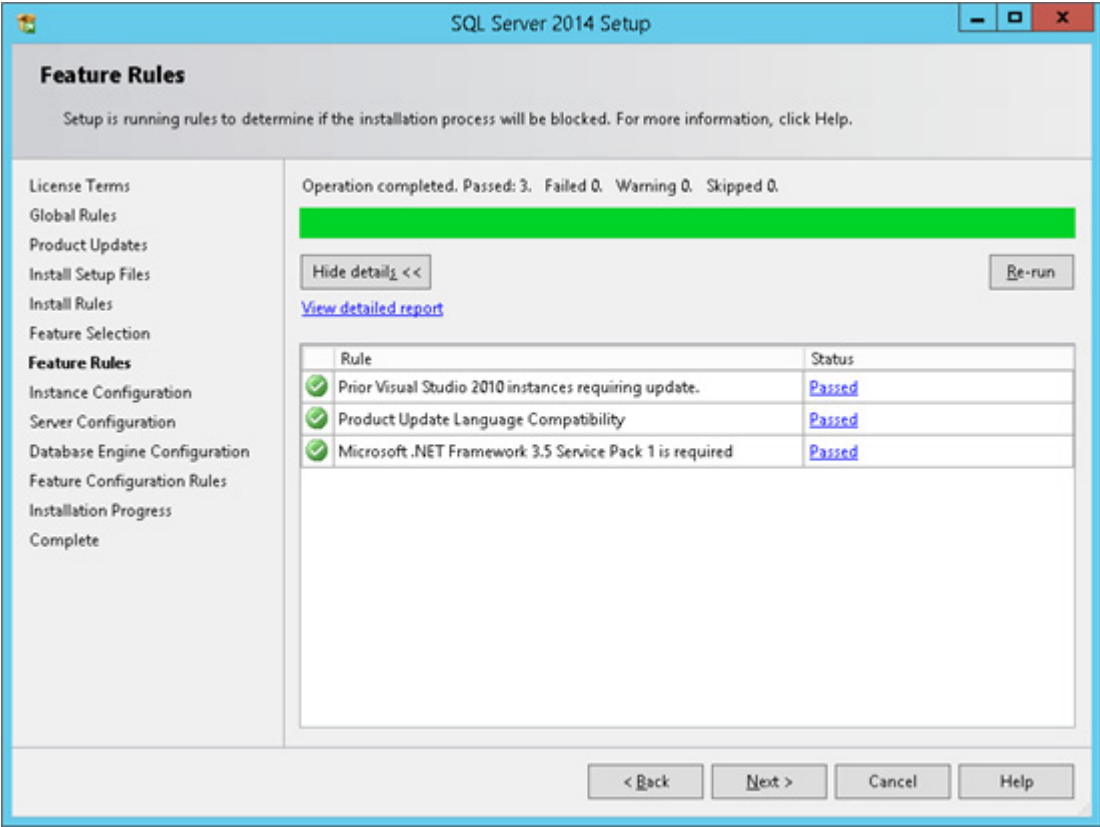 SQL Server 2014 Setup
Feature Rules
Setup is running rules to determine if the installation process will be blocked. For more information, click Help.
License Terms
Global Rules
Product Updates
Install Setup Files
Install Rules
Feature Selection
Feature Rules
Instance Configuration
Server Configuration
Database Engine Configuration
Feature Configuration Rules
Installation Progress
Complete
Operation completed. Passed: 3. Failed 0. Warning 0. Skipped 0.
Hide details <<
Re-run
View detailed report
Rule Status
Prior Visual Studio 2010 instances requiring update. Passed
Product Update Language Compatibility Passed
Microsoft .NET Framework 3.5 Service Pack 1 is required Passed
< Back Next > Cancel Help